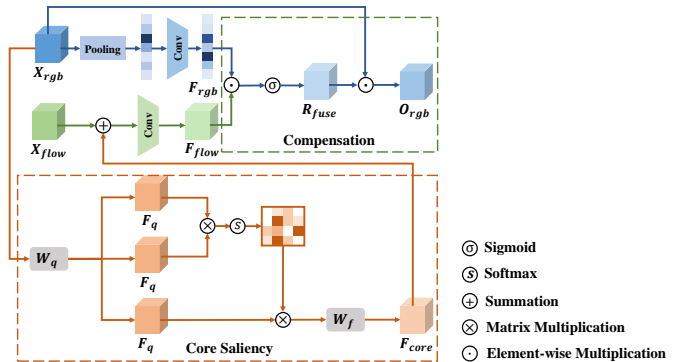 X_rgb
Pooling
Conv
F_rgb
σ
R_fuse
O_rgb
Compensation
X_flow
Conv
F_flow
F_q
S
F_q
W_q
F_q
W_f
F_core
Core Saliency
σ Sigmoid
S Softmax
Summation
Matrix Multiplication
Element-wise Multiplication